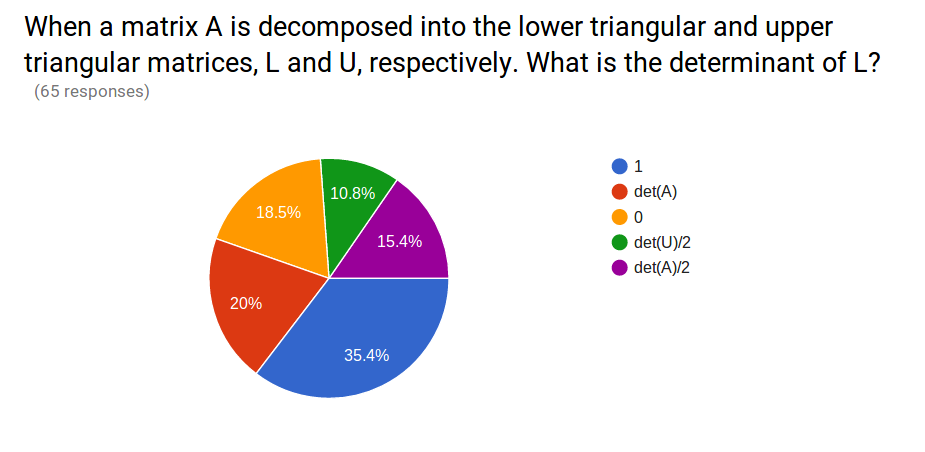 When a matrix A is decomposed into the lower triangular and upper
triangular matrices, L and U, respectively. What is the determinant of L?
(65 responses)
10.8%
18.5%
15.4%
20%
35.4%
1
det(A)
0
det(U)/2
det(A)/2